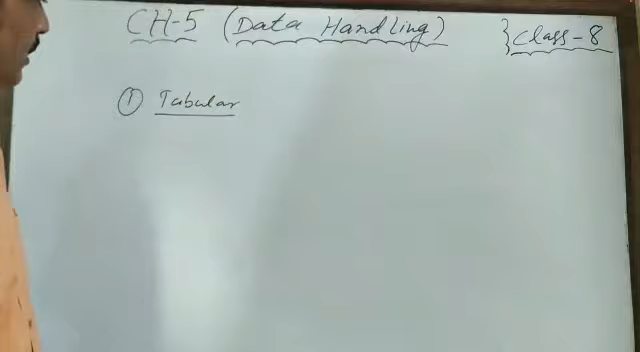 CH-5 (Data Handling) } Class-8
① Tabular